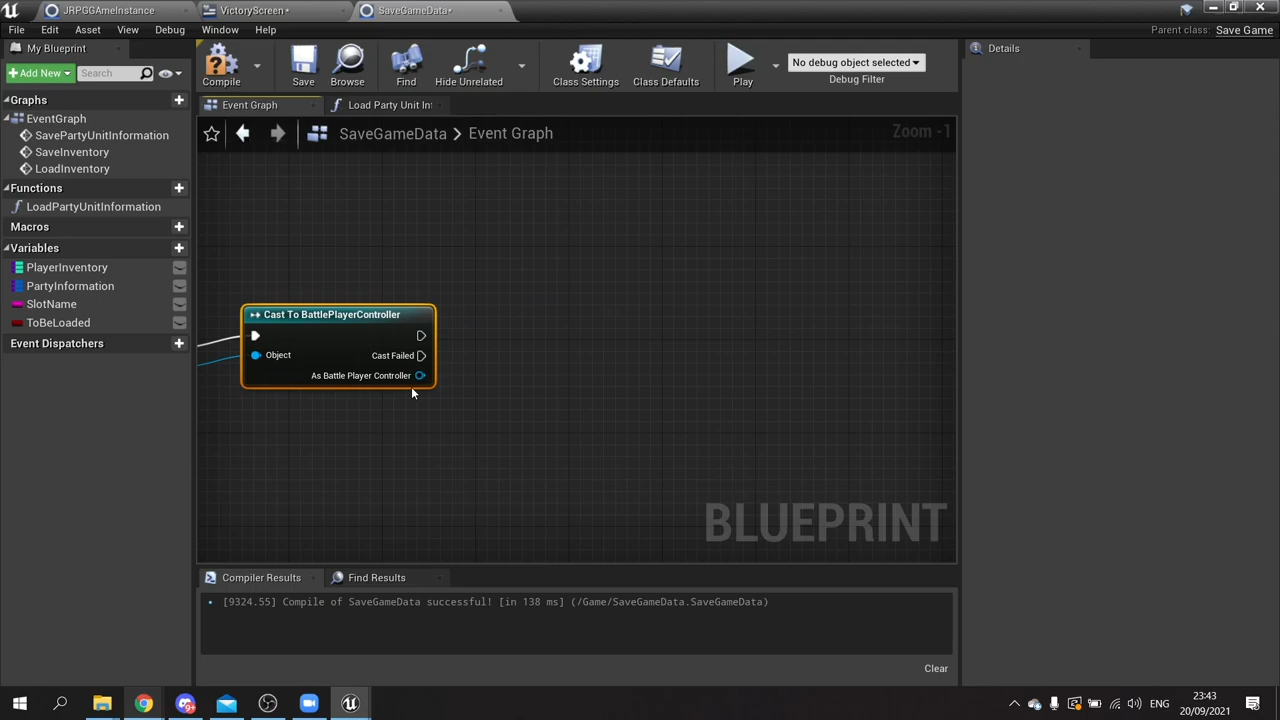 JRPGGAmeInstance
VictoryScreen*
SaveGameData*
File Edit Asset View Debug Window Help
Parent class: Save Game
My Blueprint
Add New
Search
Compile
Save
Browse
Find
Hide Unrelated
Class Settings
Class Defaults
Play
No debug object selected
Debug Filter
Details
Graphs
EventGraph
SavePartyUnitInformation
SaveInventory
LoadInventory
Functions
LoadPartyUnitInformation
Macros
Variables
PlayerInventory
PartyInformation
SlotName
ToBeLoaded
Event Dispatchers
Event Graph
Load Party Unit Inf
SaveGameData > Event Graph
Zoom -1
Cast To BattlePlayerController
Object
Cast Failed
As Battle Player Controller
BLUEPRINT
Compiler Results
Find Results
[9324.55] Compile of SaveGameData successful! [in 138 ms] (/Game/SaveGameData.SaveGameData)
Clear
ENG
23:43
20/09/2021